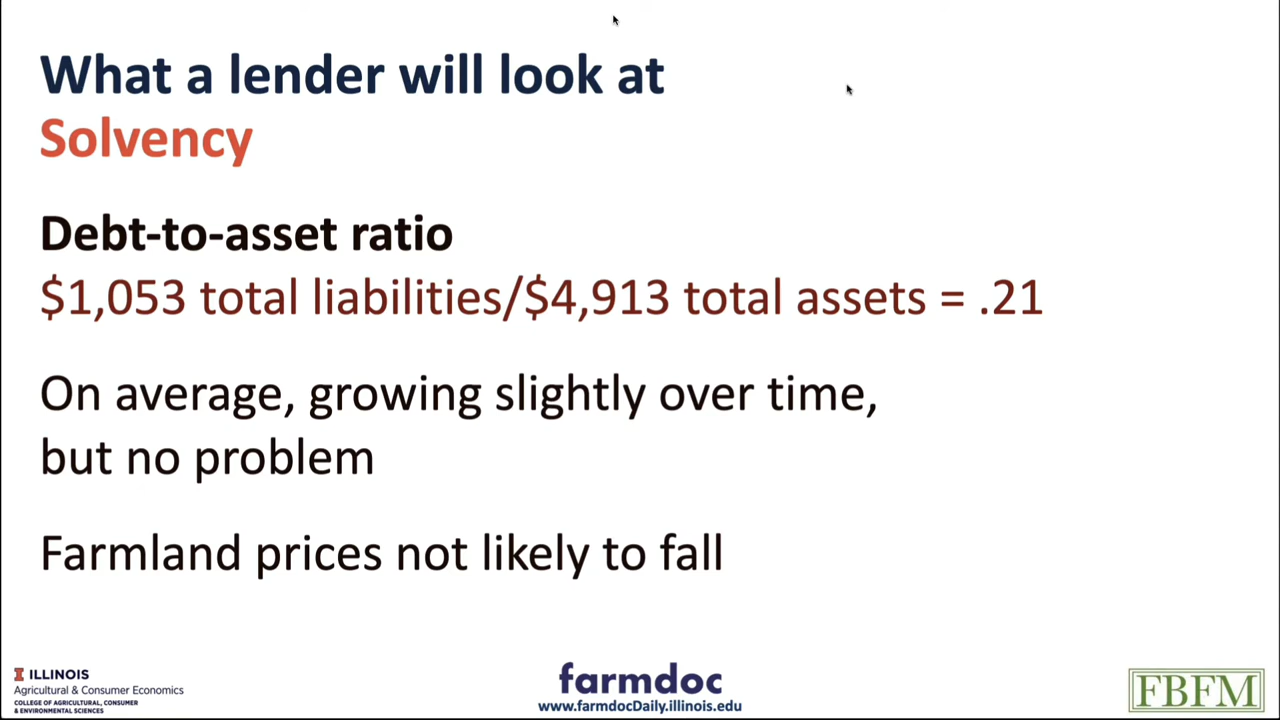 What a lender will look at
Solvency
Debt-to-asset ratio
$1,053 total liabilities/$4,913 total assets = .21
On average, growing slightly over time,
but no problem
Farmland prices not likely to fall
I ILLINOIS
Agricultural & Consumer Economics
COLLEGE OF AGRICULTURAL, CONSUMER
& ENVIRONMENTAL SCIENCES
farmdoc
www.farmdocDaily.illinois.edu
FBFM